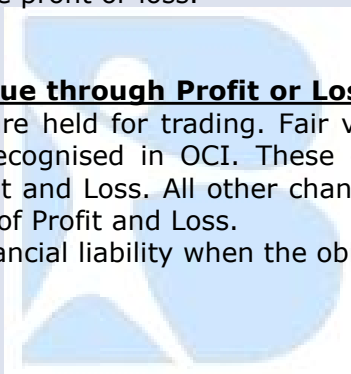 profit or loss.
ue through Profit or Los
re held for trading. Fair v
ecognised in OCI. These
t and Loss. All other chan
of Profit and Loss.
ancial liability when the ob